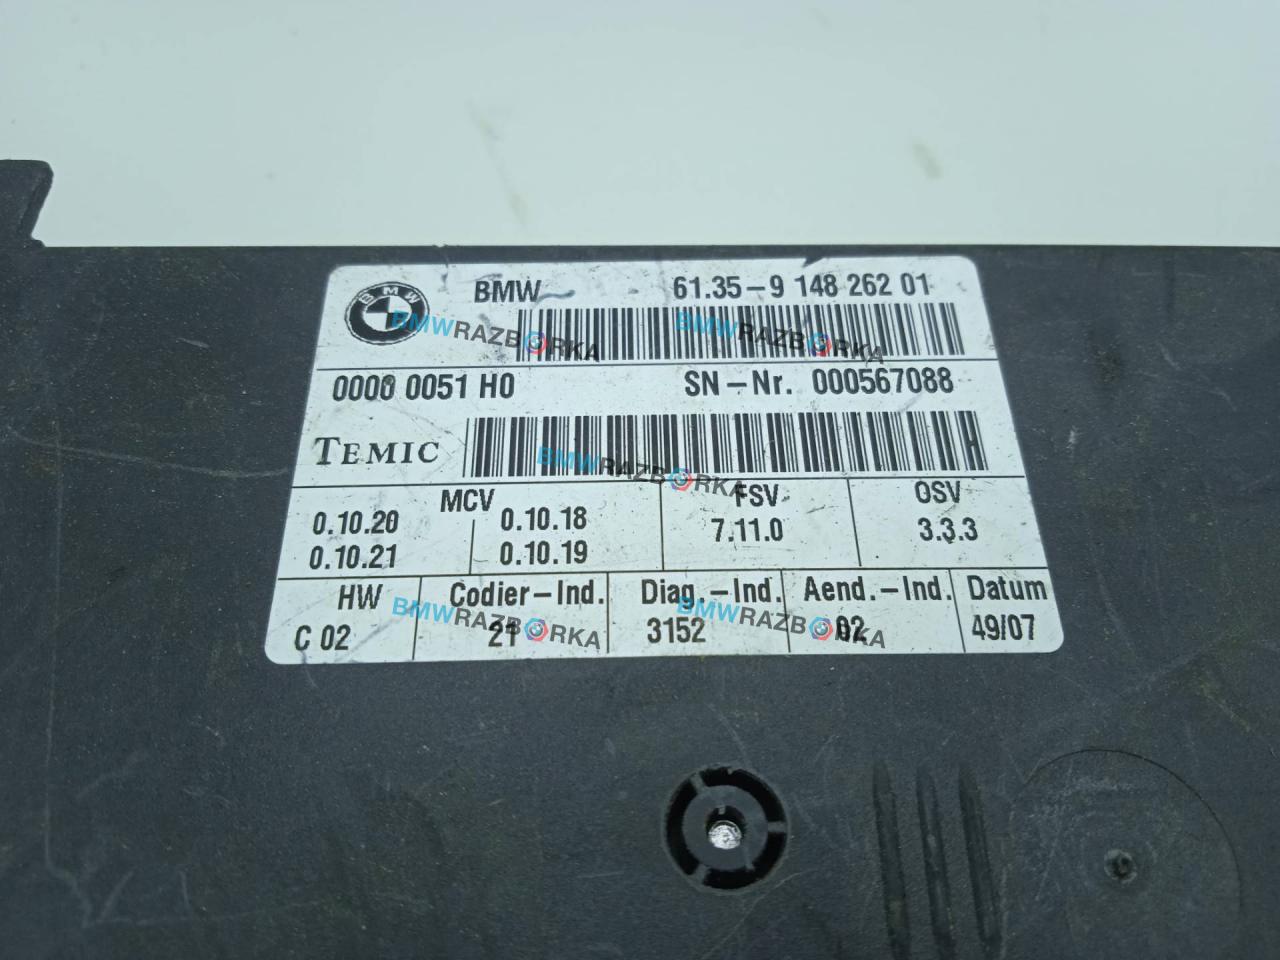 BMW
BMW 61.35-9 148 262 01
BMWRAZBORKA BMWRAZBORKA
0000 0051 H0 SN-Nr. 000567088
TEMIC H
BMWRAZBORKA
MCV FSV OSV
0.10.20 0.10.18 7.11.0 3.3.3
0.10.21 0.10.19
HW Codier-Ind. Diag.-Ind. Aend.-Ind. Datum
BMWRAZBORKA BMWRAZBORKA
C 02 21 3152 02 49/07